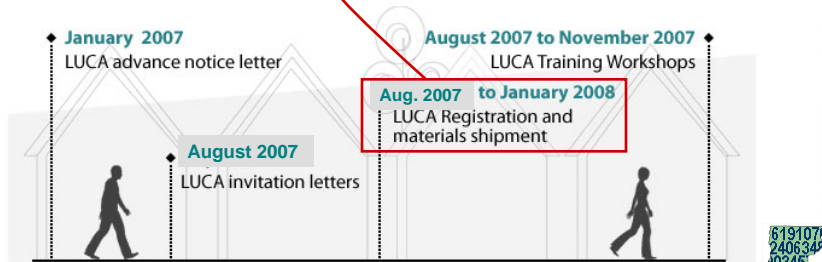 January 2007
LUCA advance notice letter
August 2007
LUCA invitation letters
Aug. 2007 to January 2008
LUCA Registration and
materials shipment
August 2007 to November 2007
LUCA Training Workshops